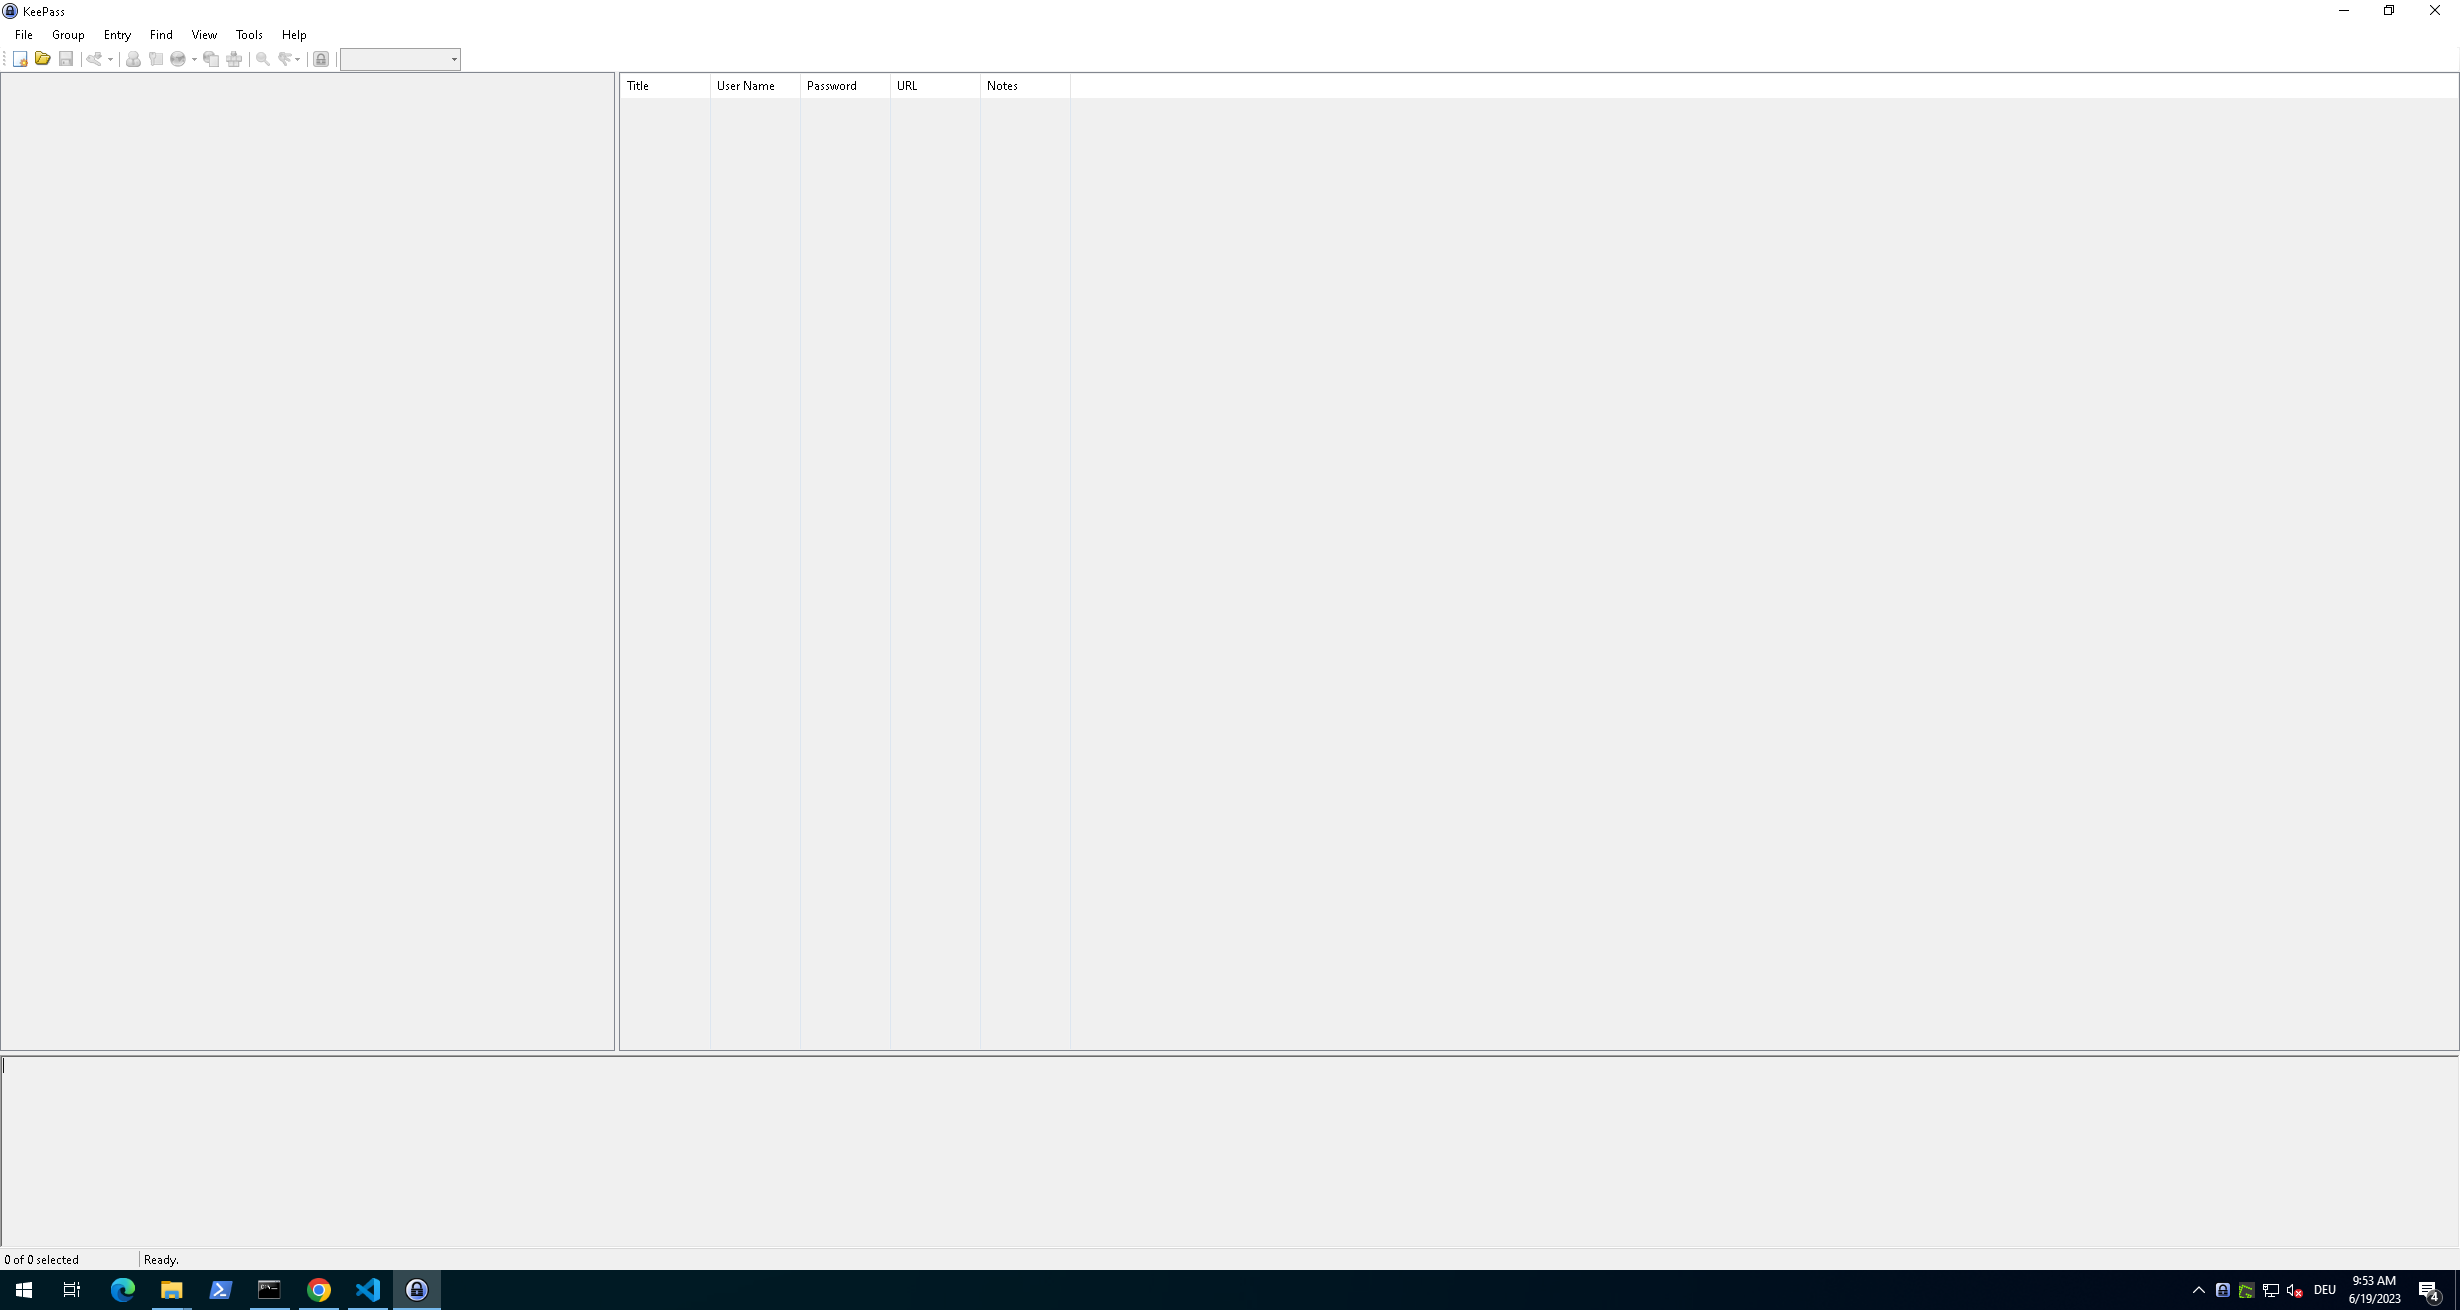 KeePass
File Group Entry Find View Tools Help
Title User Name Password URL Notes
0 of 0 selected Ready.
DEU
9:53 AM
6/19/2023
4